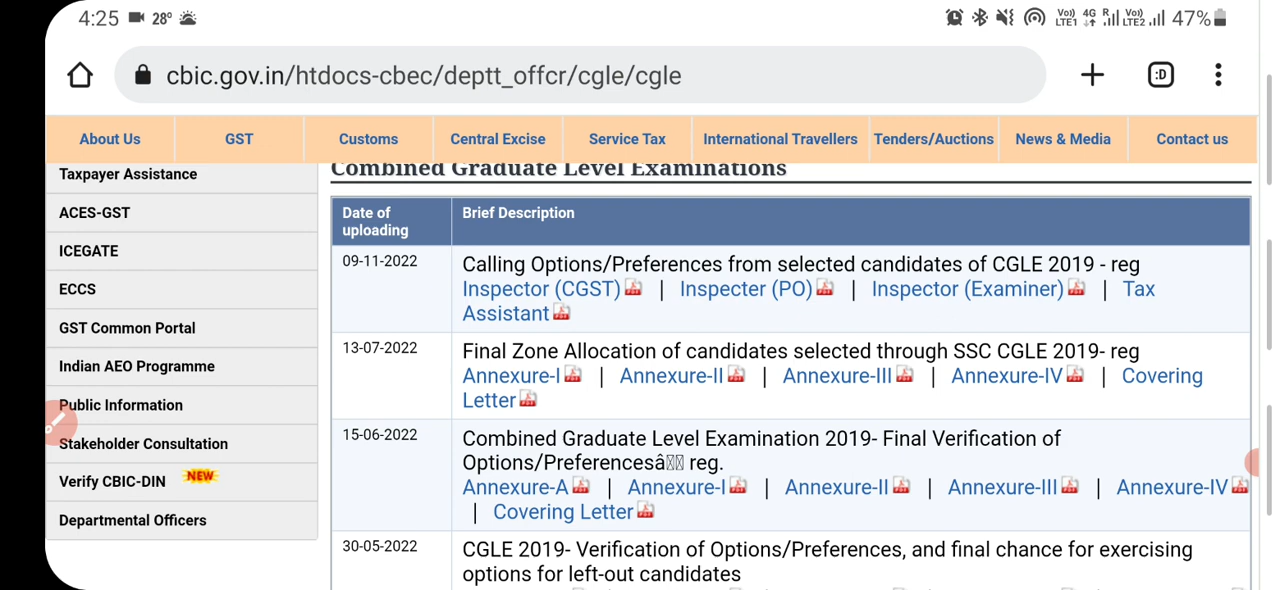 4:25 28° Vo)) LTE1 4G R Vo)) LTE2 47%
cbic.gov.in/htdocs-cbec/deptt_offcr/cgle/cgle :D
About Us GST Customs Central Excise Service Tax International Travellers Tenders/Auctions News & Media Contact us
Taxpayer Assistance
ACES-GST
ICEGATE
ECCS
GST Common Portal
Indian AEO Programme
Public Information
Stakeholder Consultation
Verify CBIC-DIN NEW
Departmental Officers
Combined Graduate Level Examinations
Date of
uploading
Brief Description
09-11-2022
Calling Options/Preferences from selected candidates of CGLE 2019 - reg
Inspector (CGST) | Inspecter (PO) | Inspector (Examiner) | Tax
Assistant
13-07-2022
Final Zone Allocation of candidates selected through SSC CGLE 2019- reg
Annexure-I | Annexure-II | Annexure-III | Annexure-IV | Covering
Letter
15-06-2022
Combined Graduate Level Examination 2019- Final Verification of
Options/Preferencesâ reg.
Annexure-A | Annexure-I | Annexure-II | Annexure-III | Annexure-IV
| Covering Letter
30-05-2022
CGLE 2019- Verification of Options/Preferences, and final chance for exercising
options for left-out candidates